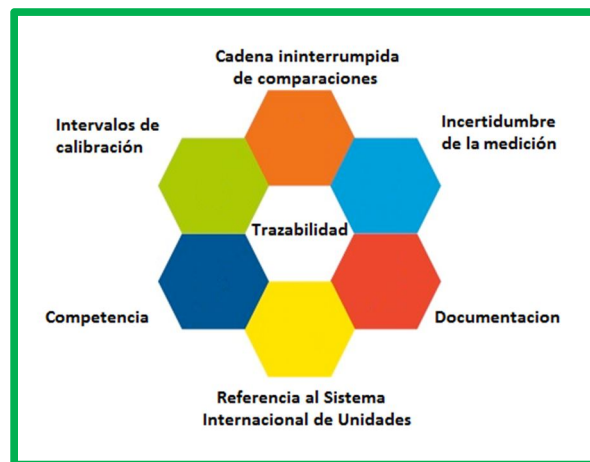 Cadena ininterrumpida
de comparaciones
Intervalos de
calibración
Incertidumbre
de la medición
Trazabilidad
Competencia
Documentacion
Referencia al Sistema
Internacional de Unidades